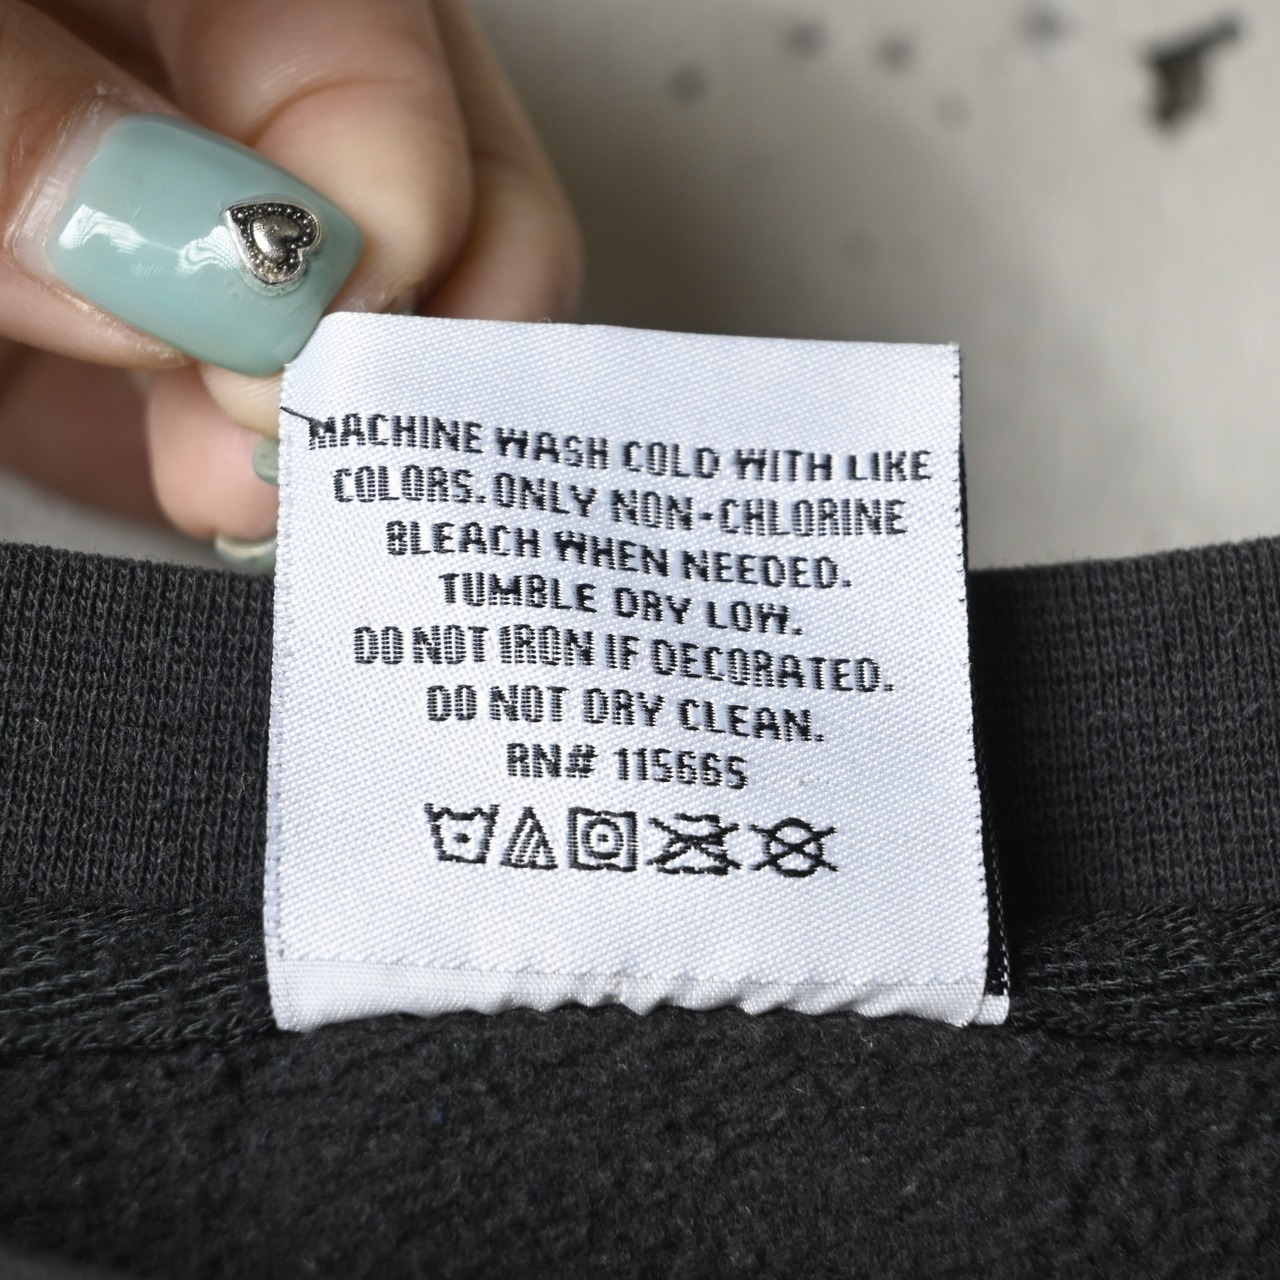 MACHINE WASH COLD WITH LIKE
COLORS. ONLY NON-CHLORINE
BLEACH WHEN NEEDED.
TUMBLE DRY LOW.
DO NOT IRON IF DECORATED.
DO NOT DRY CLEAN.
RN# 115665